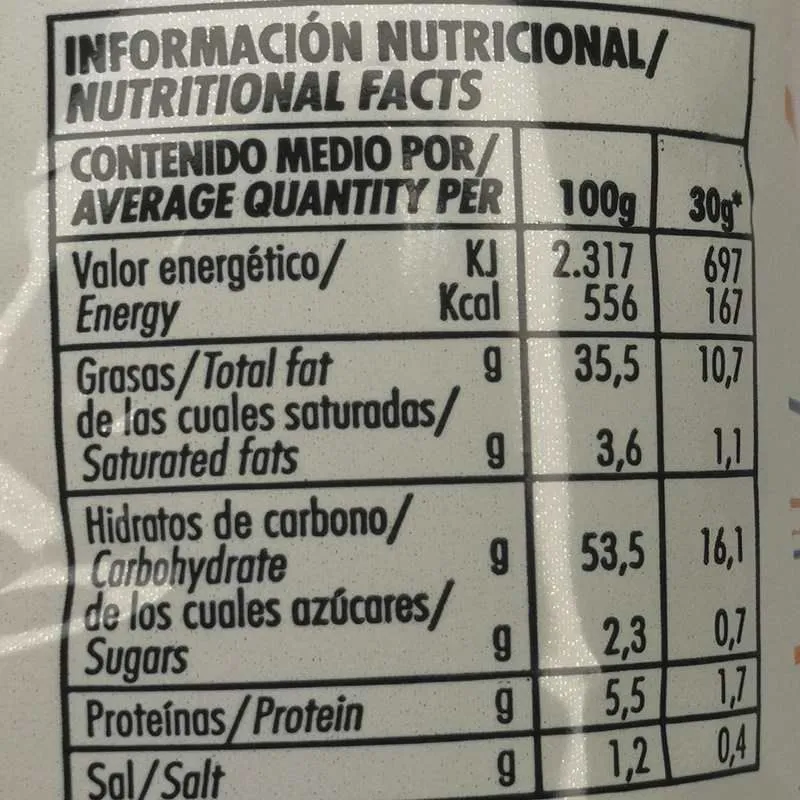 INFORMACIÓN NUTRICIONAL/
NUTRITIONAL FACTS
CONTENIDO MEDIO POR/
AVERAGE QUANTITY PER 100g 30g*
Valor energético/ KJ 2.317 697
Energy Kcal 556 167
Grasas/Total fat g 35,5 10,7
de las cuales saturadas/
Saturated fats g 3,6 1,1
Hidratos de carbono/
Carbohydrate g 53,5 16,1
de los cuales azúcares/
Sugars g 2,3 0,7
Proteínas/Protein g 5,5 1,7
Sal/Salt g 1,2 0,4